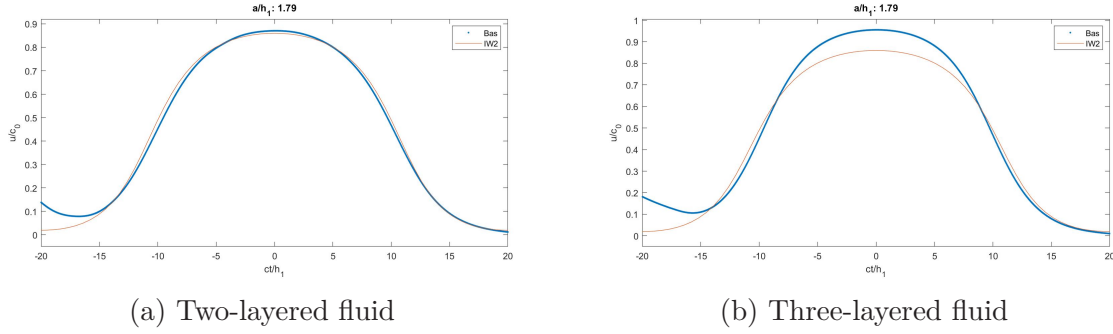 a/h₁: 1.79
Bas
IW2
0.9
0.8
0.7
0.6
0.5
0.4
0.3
0.2
0.1
0
u/c₀
-20 -15 -10 -5 0 5 10 15 20
ct/h₁
(a) Two-layered fluid
a/h₁: 1.79
Bas
IW2
1
0.9
0.8
0.7
0.6
0.5
0.4
0.3
0.2
0.1
0
u/c₀
-20 -15 -10 -5 0 5 10 15 20
ct/h₁
(b) Three-layered fluid